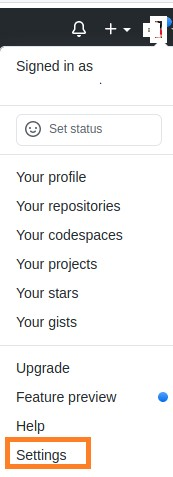 Signed in as
Set status
Your profile
Your repositories
Your codespaces
Your projects
Your stars
Your gists
Upgrade
Feature preview
Help
Settings